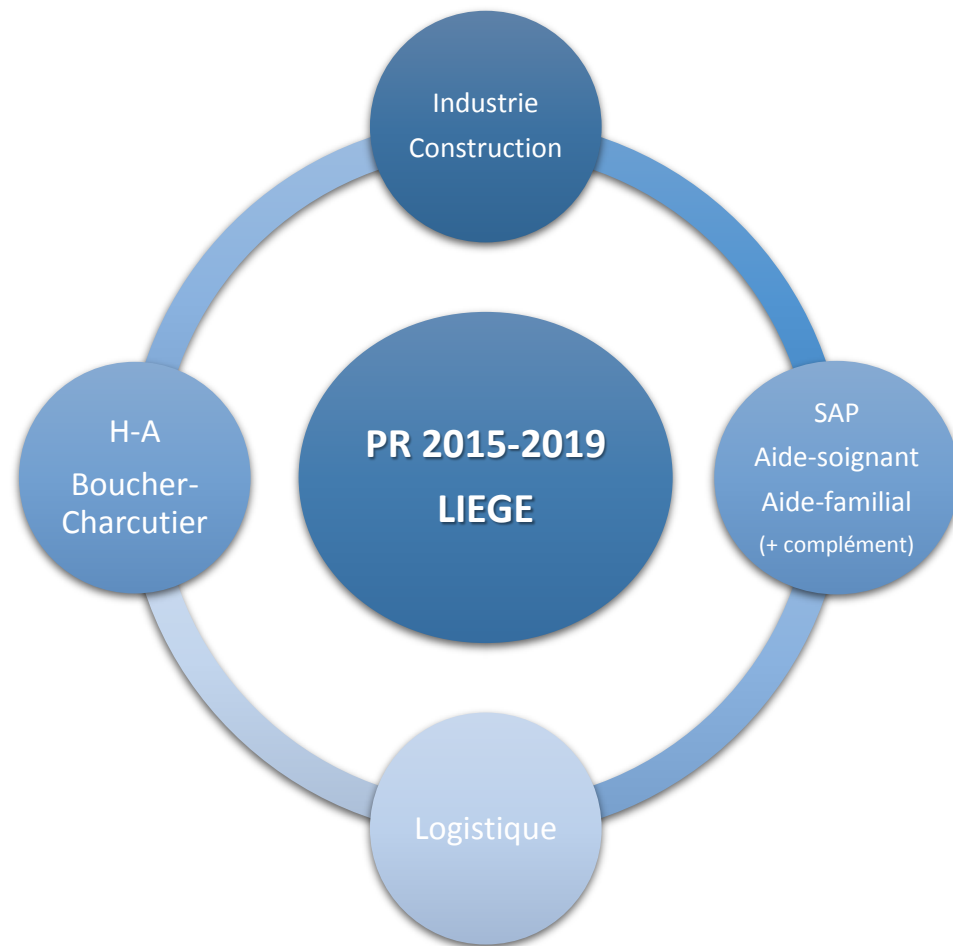 Industrie
Construction
H-A
Boucher-
Charcutier
PR 2015-2019
LIEGE
SAP
Aide-soignant
Aide-familial
(+ complément)
Logistique